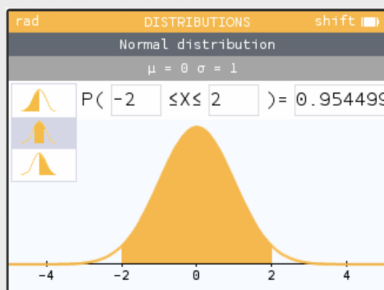 rad DISTRIBUTIONS shift
Normal distribution
μ = 0 σ = 1
P( -2 ≤X≤ 2 )= 0.954499
-4 -2 0 2 4